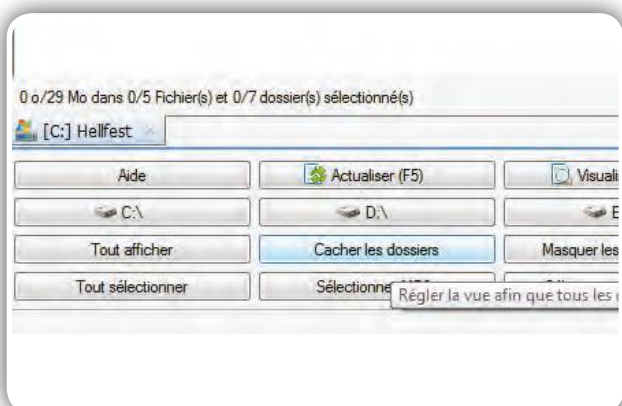 0 o/29 Mo dans 0/5 Fichier(s) et 0/7 dossier(s) sélectionné(s)
[C:] Hellfest
Aide Actualiser (F5) Visuali
C:\ D:\ E
Tout afficher Cacher les dossiers Masquer les
Tout sélectionner Sélectionne
Régler la vue afin que tous les